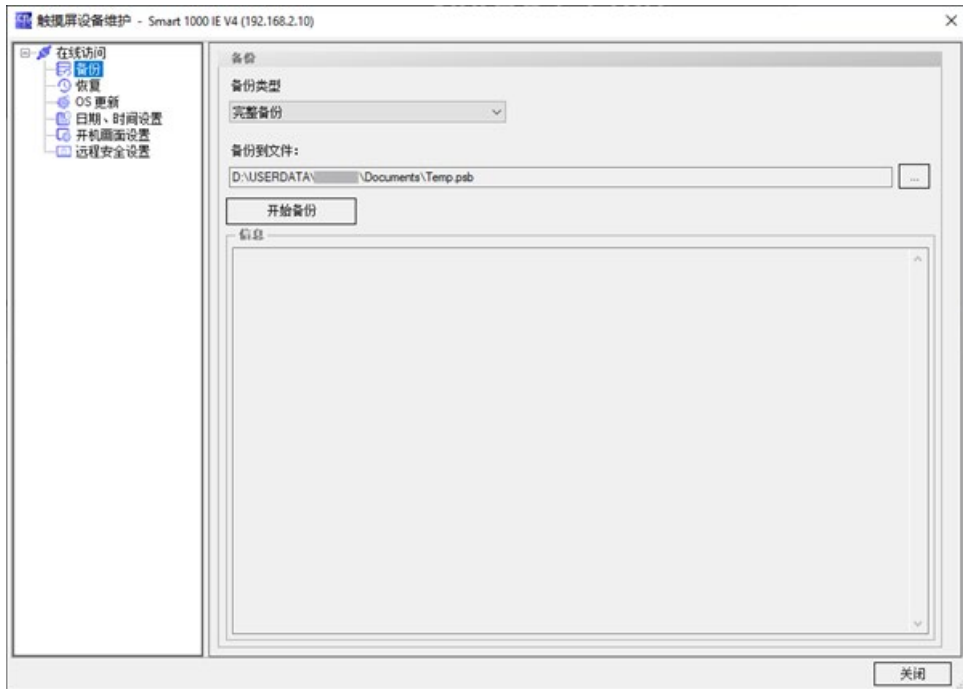 触摸屏设备维护 - Smart 1000 IE V4 (192.168.2.10)
在线访问
备份
恢复
OS 更新
日期、时间设置
开机画面设置
远程安全设置
备份
备份类型
完整备份
备份到文件:
D:\USERDATA\ \Documents\Temp.psb
...
开始备份
信息
关闭